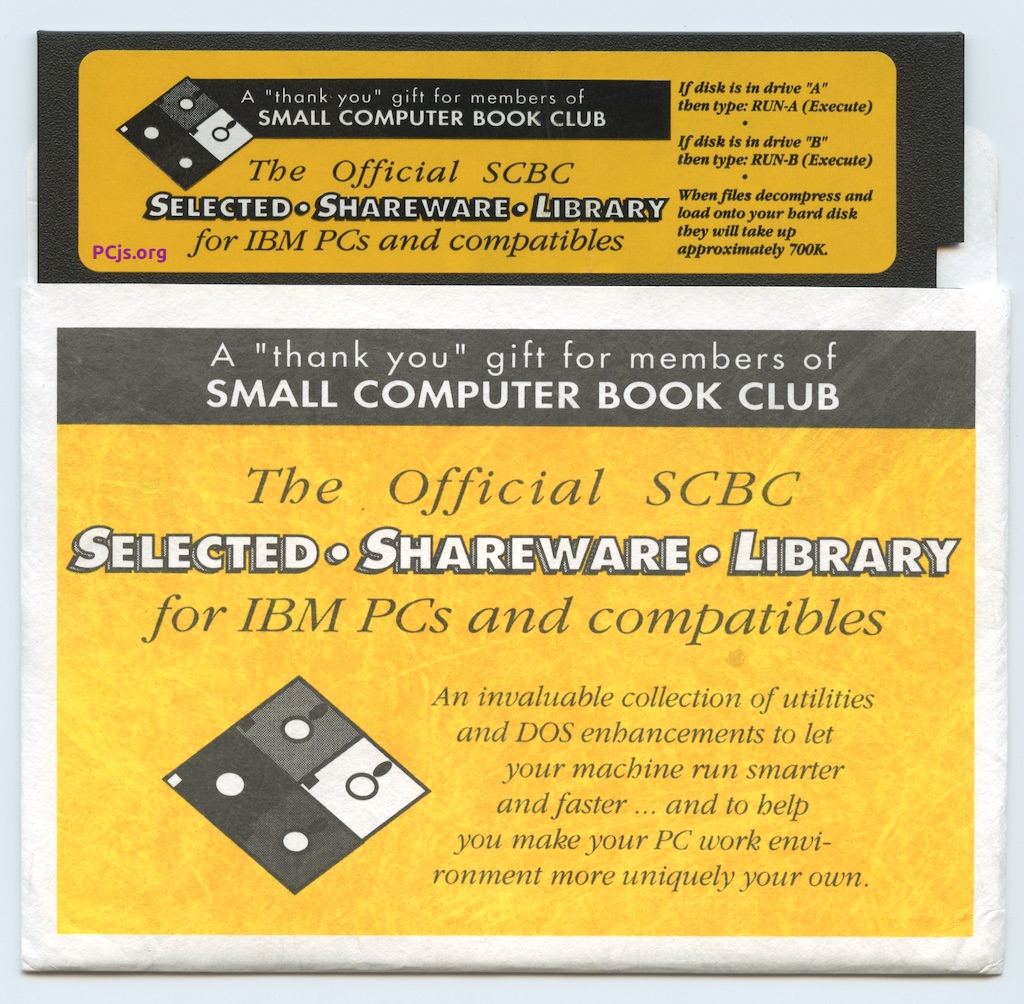 A "thank you" gift for members of
SMALL COMPUTER BOOK CLUB
The Official SCBC
SELECTED • SHAREWARE • LIBRARY
for IBM PCs and compatibles
PCjs.org
If disk is in drive "A"
then type: RUN-A (Execute)
•
If disk is in drive "B"
then type: RUN-B (Execute)
•
When files decompress and
load onto your hard disk
they will take up
approximately 700K.
A "thank you" gift for members of
SMALL COMPUTER BOOK CLUB
The Official SCBC
SELECTED • SHAREWARE • LIBRARY
for IBM PCs and compatibles
An invaluable collection of utilities
and DOS enhancements to let
your machine run smarter
and faster ... and to help
you make your PC work envi-
ronment more uniquely your own.